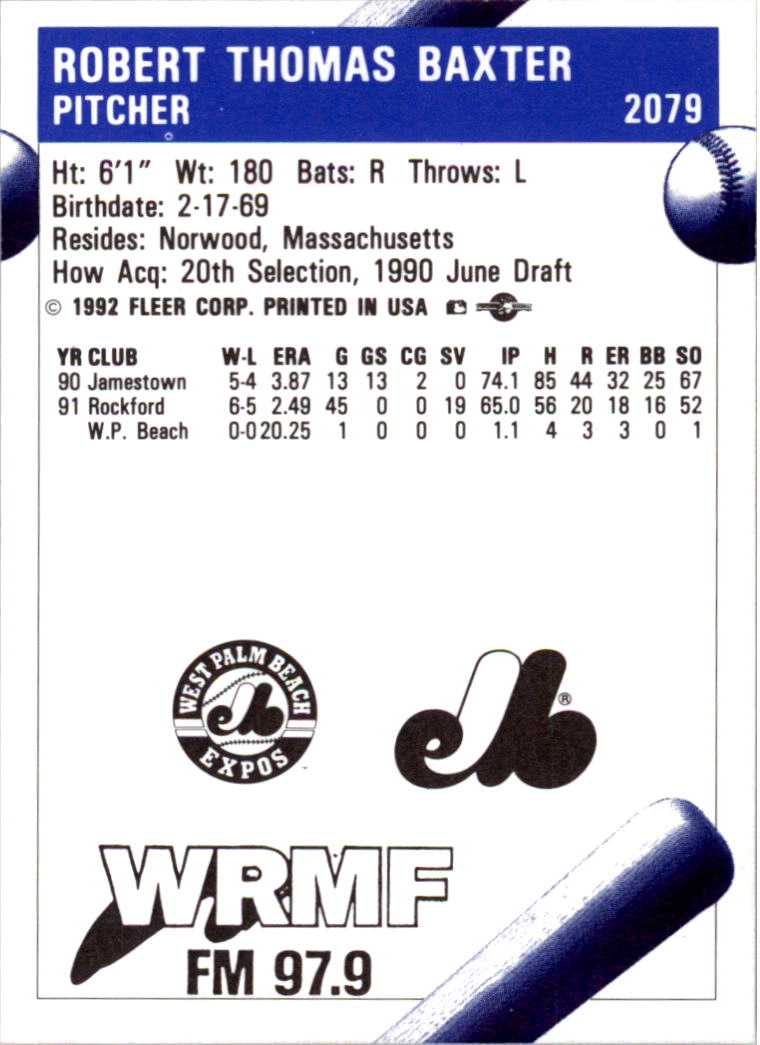 ROBERT THOMAS BAXTER
PITCHER 2079
Ht: 6'1" Wt: 180 Bats: R Throws: L
Birthdate: 2-17-69
Resides: Norwood, Massachusetts
How Acq: 20th Selection, 1990 June Draft
© 1992 FLEER CORP. PRINTED IN USA
YR CLUB W-L ERA G GS CG SV IP H R ER BB SO
90 Jamestown 5-4 3.87 13 13 2 0 74.1 85 44 32 25 67
91 Rockford 6-5 2.49 45 0 0 19 65.0 56 20 18 16 52
W.P. Beach 0-0 20.25 1 0 0 0 1.1 4 3 3 0 1
WEST PALM BEACH
EXPOS
®
WRMF
FM 97.9